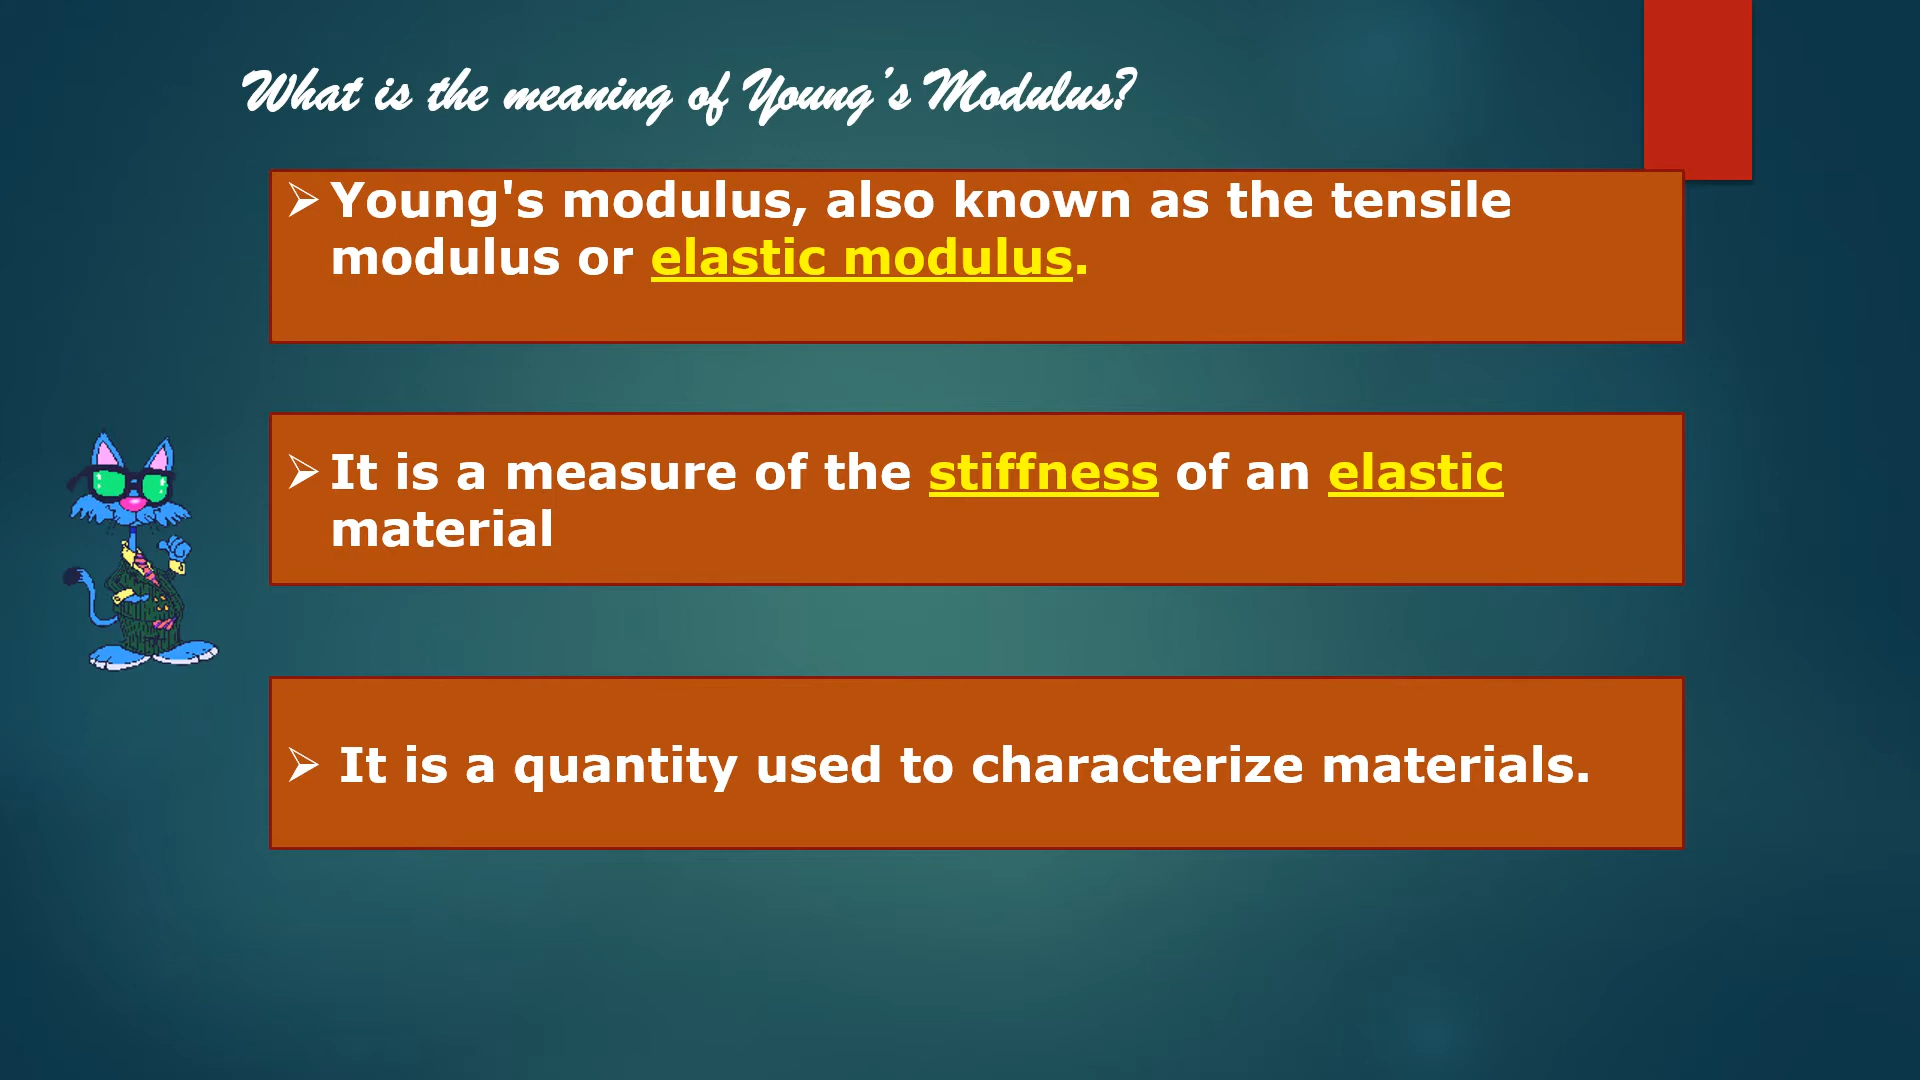 What is the meaning of Young’s Modulus?
➢ Young's modulus, also known as the tensile
modulus or elastic modulus.
➢ It is a measure of the stiffness of an elastic
material
➢ It is a quantity used to characterize materials.